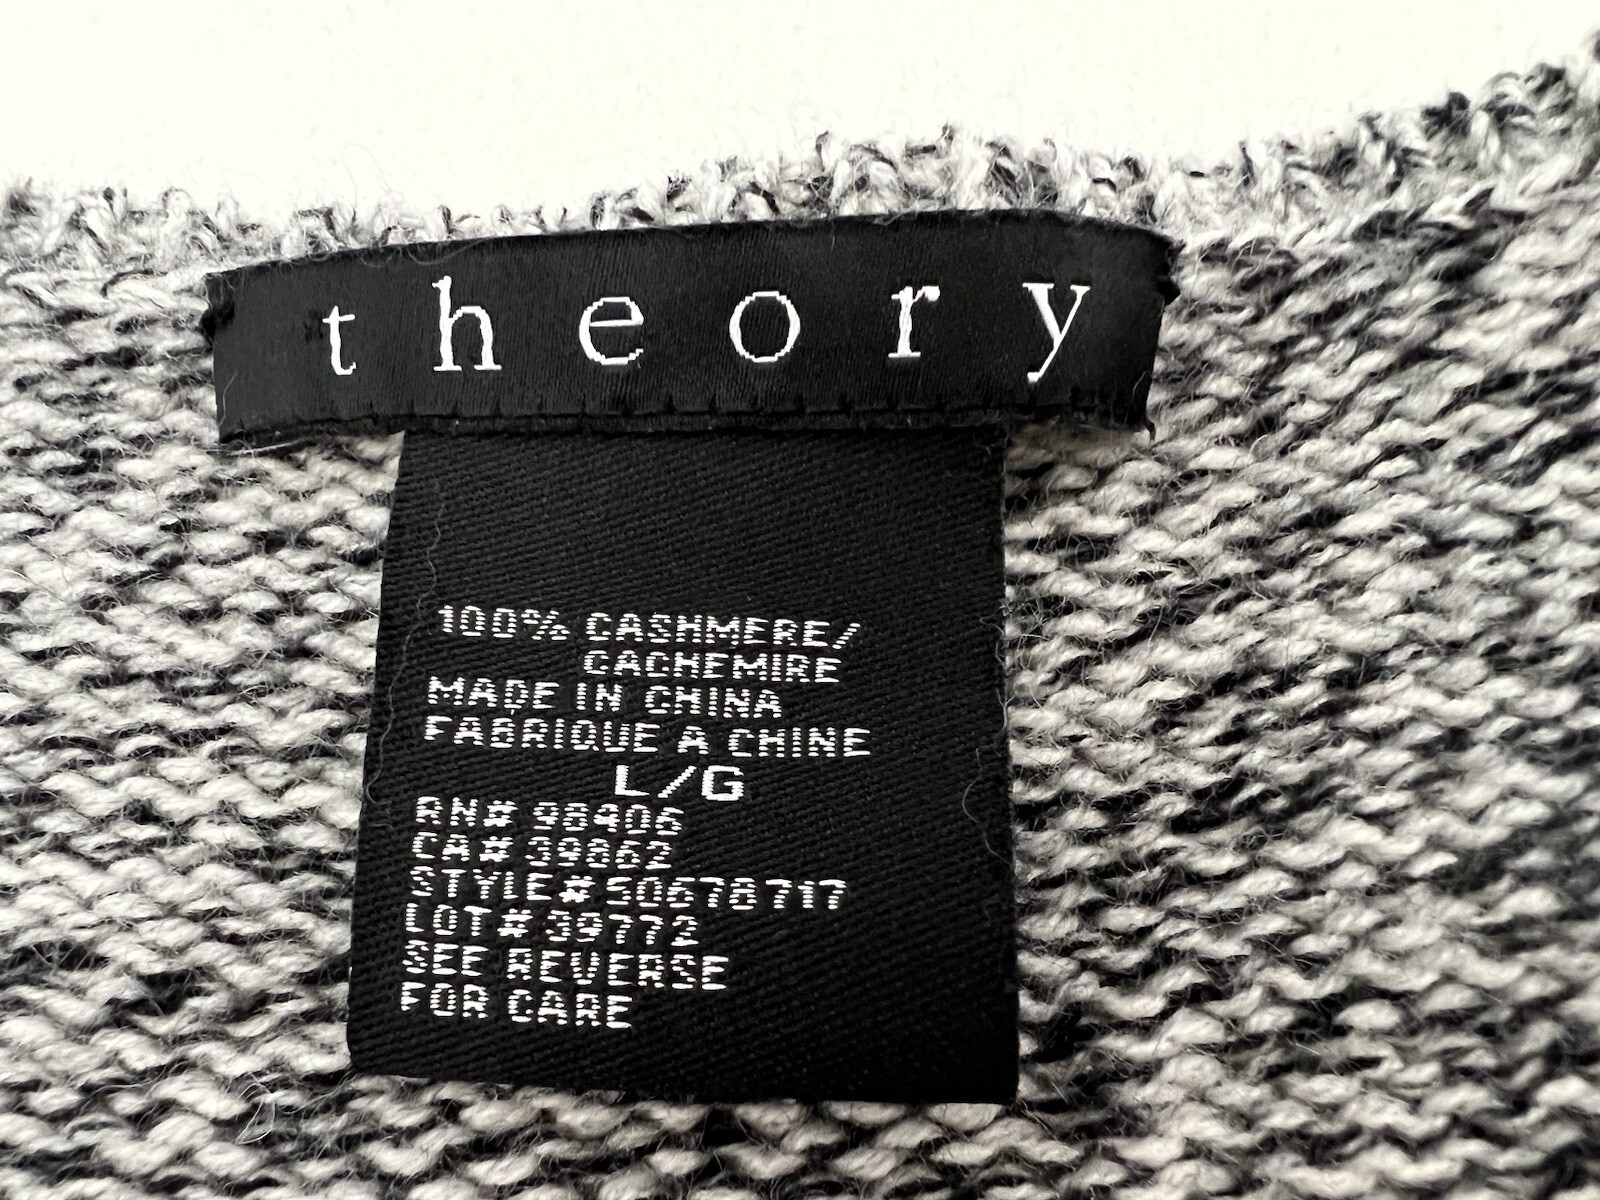 theory
100% CASHMERE/
CACHEMIRE
MADE IN CHINA
FABRIQUE A CHINE
L/G
RN# 98406
CA# 39862
STYLE# S0678717
LOT# 39772
SEE REVERSE
FOR CARE